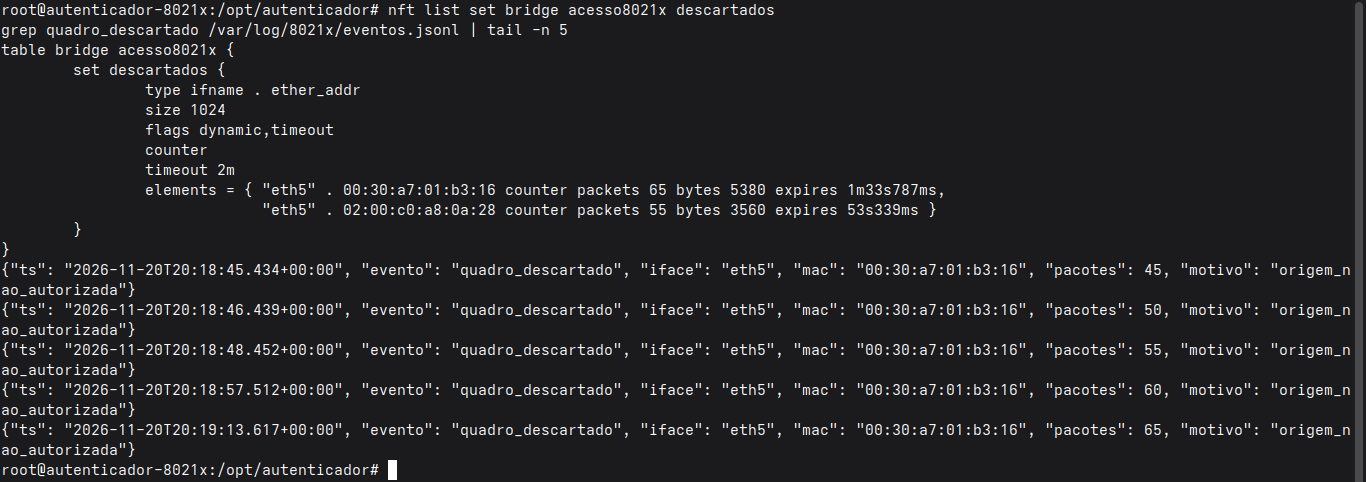 root@autenticador-8021x:/opt/autenticador# nft list set bridge acesso8021x descartados
grep quadro_descartado /var/log/8021x/eventos.jsonl | tail -n 5
table bridge acesso8021x {
        set descartados {
                type ifname . ether_addr
                size 1024
                flags dynamic,timeout
                counter
                timeout 2m
                elements = { "eth5" . 00:30:a7:01:b3:16 counter packets 65 bytes 5380 expires 1m33s787ms,
                             "eth5" . 02:00:c0:a8:0a:28 counter packets 55 bytes 3560 expires 53s339ms }
        }
}
{"ts": "2026-11-20T20:18:45.434+00:00", "evento": "quadro_descartado", "iface": "eth5", "mac": "00:30:a7:01:b3:16", "pacotes": 45, "motivo": "origem_n
ao_autorizada"}
{"ts": "2026-11-20T20:18:46.439+00:00", "evento": "quadro_descartado", "iface": "eth5", "mac": "00:30:a7:01:b3:16", "pacotes": 50, "motivo": "origem_n
ao_autorizada"}
{"ts": "2026-11-20T20:18:48.452+00:00", "evento": "quadro_descartado", "iface": "eth5", "mac": "00:30:a7:01:b3:16", "pacotes": 55, "motivo": "origem_n
ao_autorizada"}
{"ts": "2026-11-20T20:18:57.512+00:00", "evento": "quadro_descartado", "iface": "eth5", "mac": "00:30:a7:01:b3:16", "pacotes": 60, "motivo": "origem_n
ao_autorizada"}
{"ts": "2026-11-20T20:19:13.617+00:00", "evento": "quadro_descartado", "iface": "eth5", "mac": "00:30:a7:01:b3:16", "pacotes": 65, "motivo": "origem_n
ao_autorizada"}
root@autenticador-8021x:/opt/autenticador#